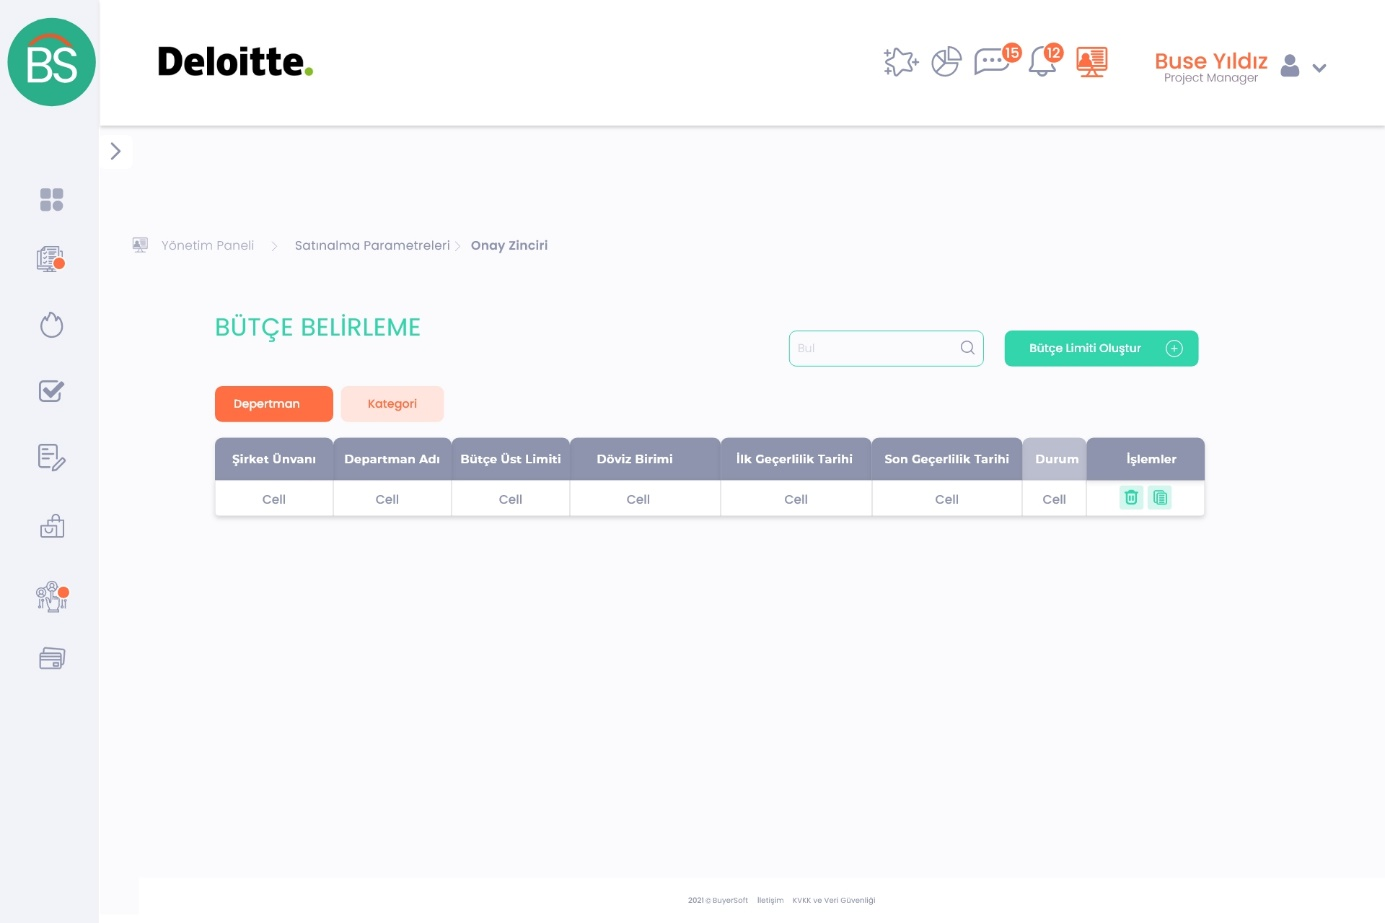 BS
Deloitte.
15
12
Buse Yıldız
Project Manager
Yönetim Paneli > Satınalma Parametreleri > Onay Zinciri
BÜTÇE BELİRLEME
Bul
Bütçe Limiti Oluştur
Depertman
Kategori
Şirket Ünvanı Departman Adı Bütçe Üst Limiti Döviz Birimi İlk Geçerlilik Tarihi Son Geçerlilik Tarihi Durum İşlemler
Cell Cell Cell Cell Cell Cell Cell
2021 © BuyerSoft İletişim KVKK ve Veri Güvenliği